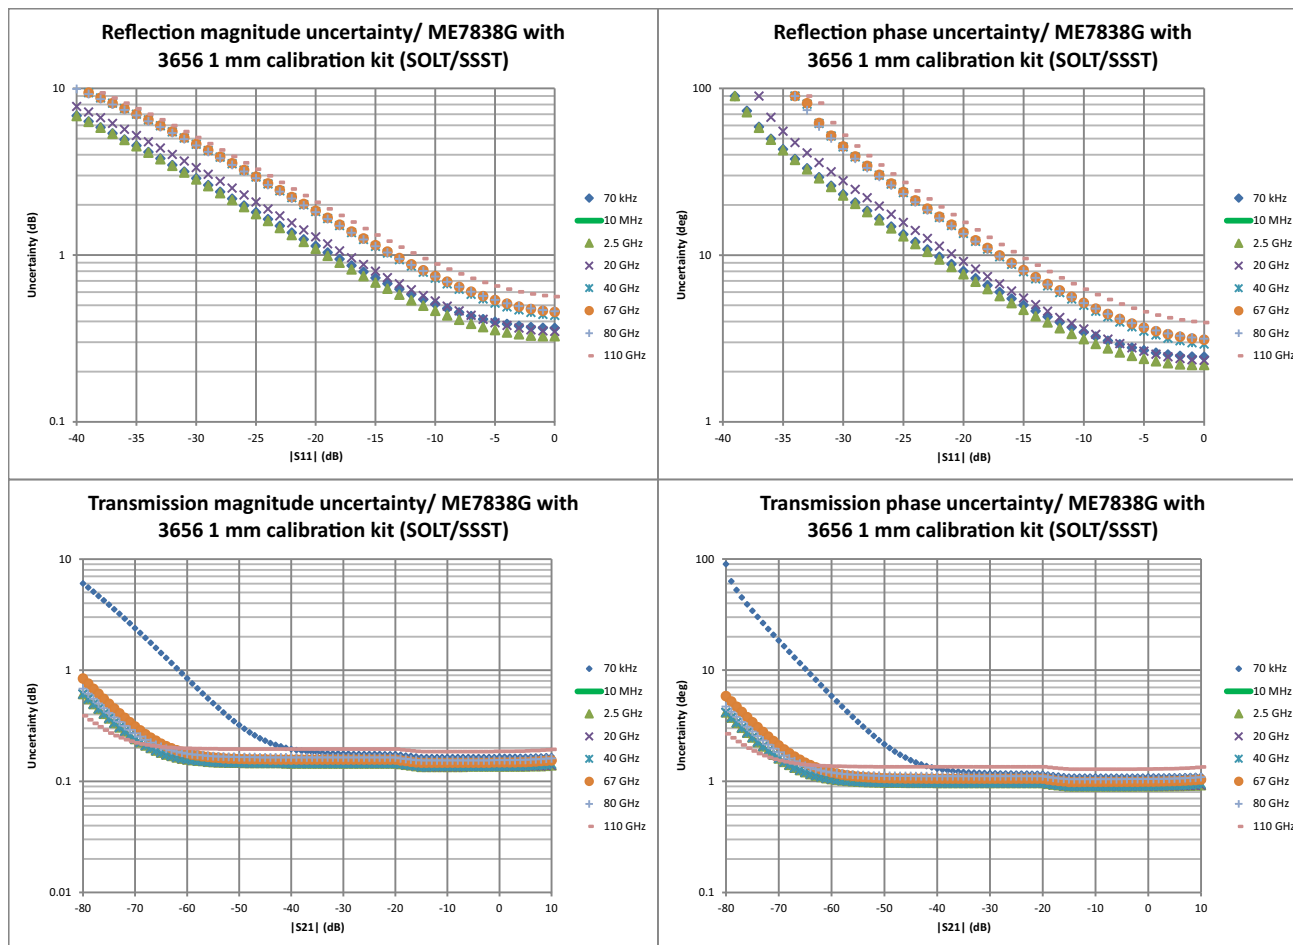 Reflection magnitude uncertainty/ ME7838G with
3656 1 mm calibration kit (SOLT/SSST)
10
1
0.1
Uncertainty (dB)
-40 -35 -30 -25 -20 -15 -10 -5 0
|S11| (dB)
70 kHz
10 MHz
2.5 GHz
20 GHz
40 GHz
67 GHz
80 GHz
110 GHz
Reflection phase uncertainty/ ME7838G with
3656 1 mm calibration kit (SOLT/SSST)
100
10
1
Uncertainty (deg)
-40 -35 -30 -25 -20 -15 -10 -5 0
|S11| (dB)
70 kHz
10 MHz
2.5 GHz
20 GHz
40 GHz
67 GHz
80 GHz
110 GHz
Transmission magnitude uncertainty/ ME7838G with
3656 1 mm calibration kit (SOLT/SSST)
10
1
0.1
0.01
Uncertainty (dB)
-80 -70 -60 -50 -40 -30 -20 -10 0 10
|S21| (dB)
70 kHz
10 MHz
2.5 GHz
20 GHz
40 GHz
67 GHz
80 GHz
110 GHz
Transmission phase uncertainty/ ME7838G with
3656 1 mm calibration kit (SOLT/SSST)
100
10
1
0.1
Uncertainty (deg)
-80 -70 -60 -50 -40 -30 -20 -10 0 10
|S21| (dB)
70 kHz
10 MHz
2.5 GHz
20 GHz
40 GHz
67 GHz
80 GHz
110 GHz